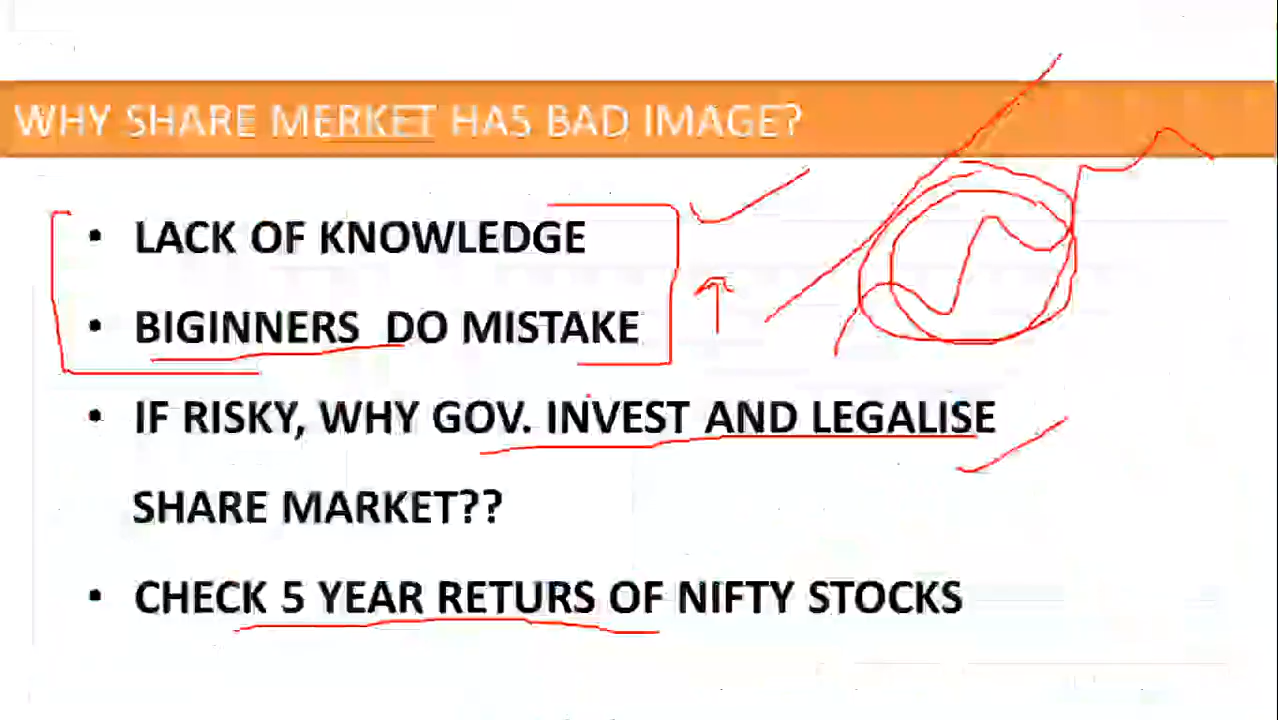 WHY SHARE MERKET HAS BAD IMAGE?
• LACK OF KNOWLEDGE
• BIGINNERS DO MISTAKE
• IF RISKY, WHY GOV. INVEST AND LEGALISE
SHARE MARKET??
• CHECK 5 YEAR RETURS OF NIFTY STOCKS